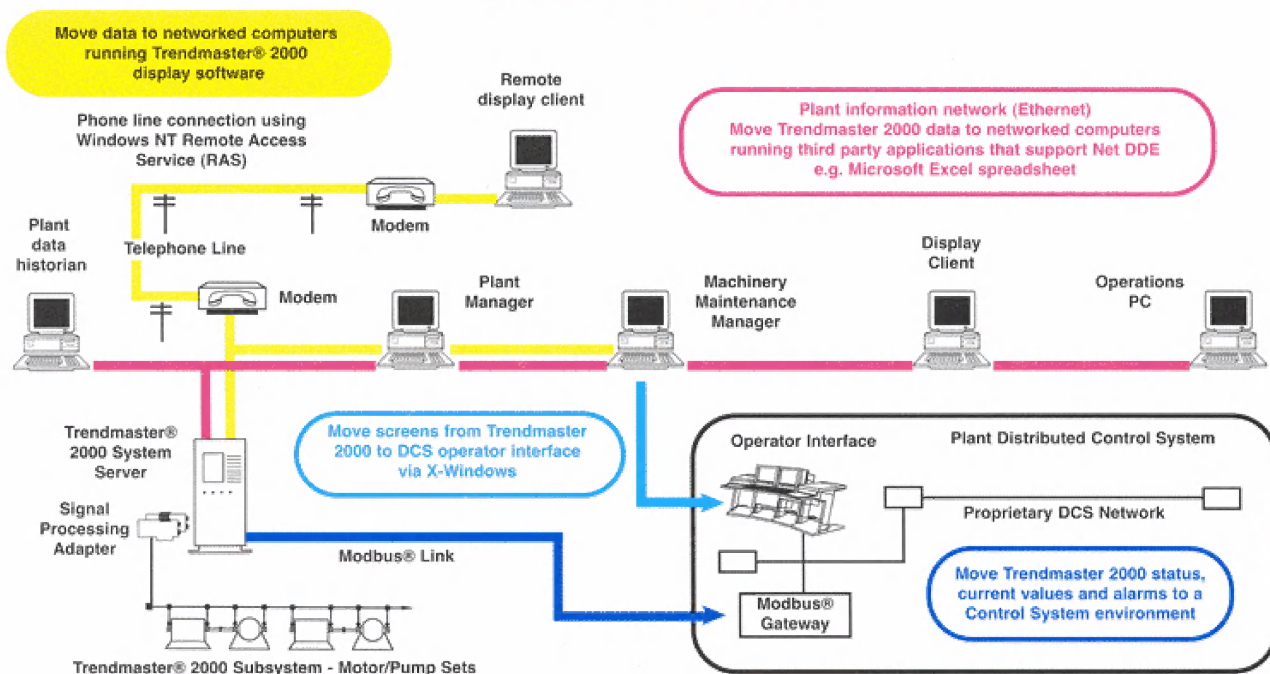 Move data to networked computers
running Trendmaster® 2000
display software
Remote
display client
Phone line connection using
Windows NT Remote Access
Service (RAS)
Plant information network (Ethernet)
Move Trendmaster 2000 data to networked computers
running third party applications that support Net DDE
e.g. Microsoft Excel spreadsheet
Modem
Plant
data
historian
Telephone Line
Modem
Plant
Manager
Machinery
Maintenance
Manager
Display
Client
Operations
PC
Trendmaster®
2000 System
Server
Move screens from Trendmaster
2000 to DCS operator interface
via X-Windows
Operator Interface
Plant Distributed Control System
Signal
Processing
Adapter
Proprietary DCS Network
Modbus® Link
Move Trendmaster 2000 status,
current values and alarms to a
Control System environment
Modbus®
Gateway
Trendmaster® 2000 Subsystem - Motor/Pump Sets